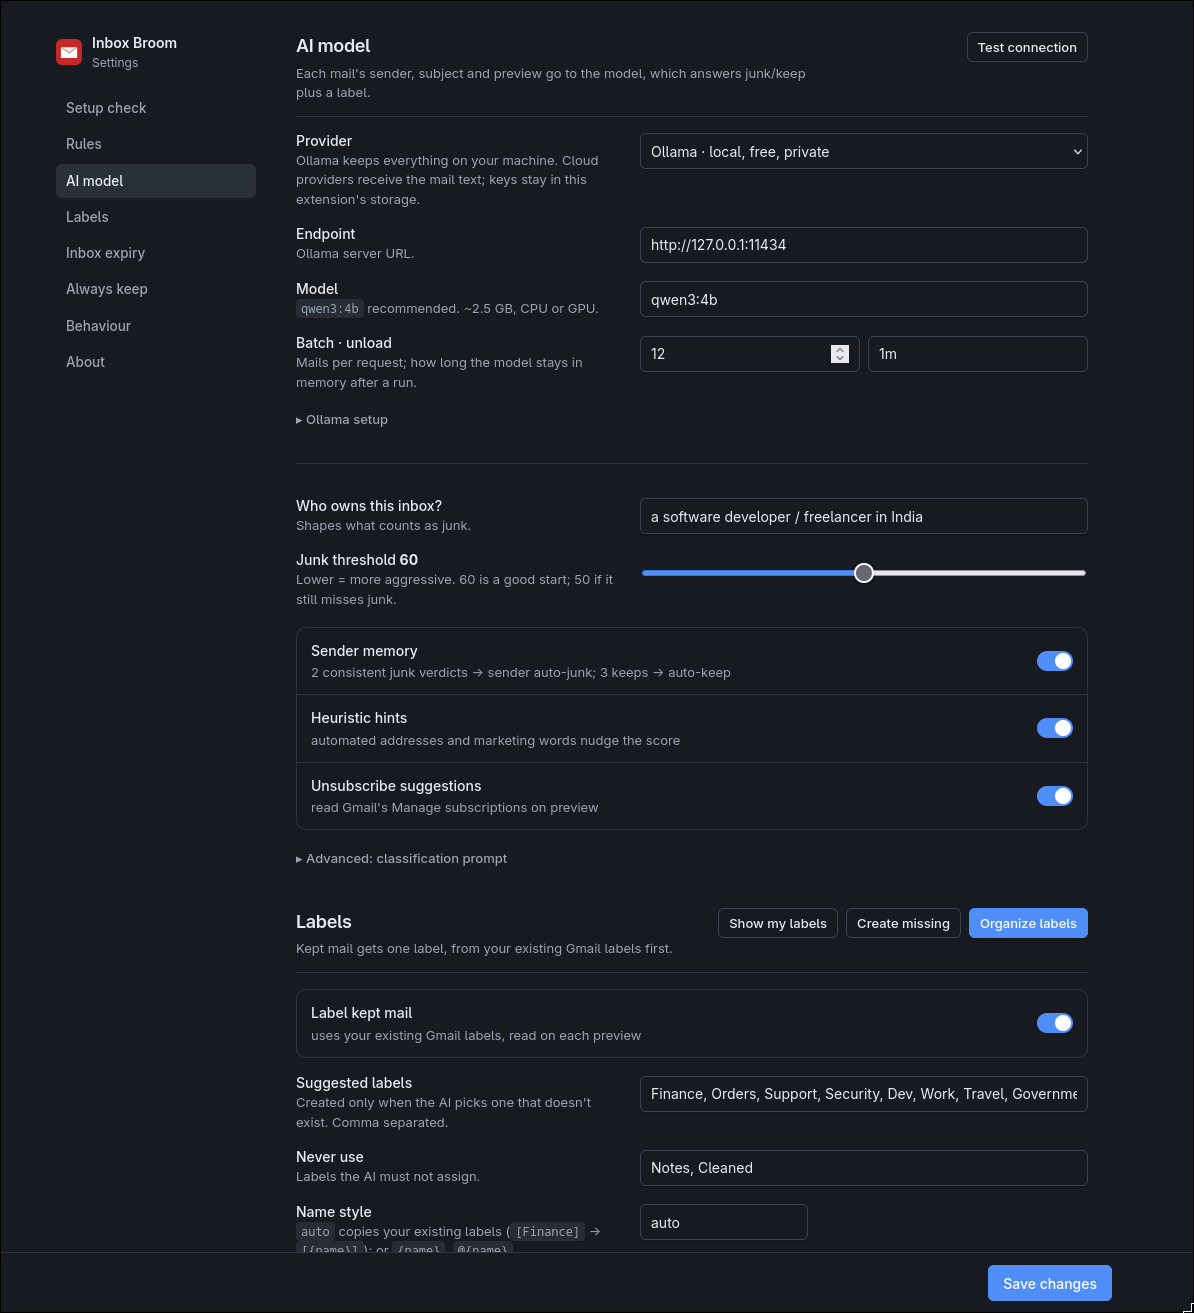 Inbox Broom
Settings
Setup check
Rules
AI model
Labels
Inbox expiry
Always keep
Behaviour
About
AI model
Test connection
Each mail's sender, subject and preview go to the model, which answers junk/keep
plus a label.
Provider
Ollama keeps everything on your machine. Cloud
providers receive the mail text; keys stay in this
extension's storage.
Ollama · local, free, private
Endpoint
Ollama server URL.
http://127.0.0.1:11434
Model
qwen3:4b recommended. ~2.5 GB, CPU or GPU.
qwen3:4b
Batch · unload
Mails per request; how long the model stays in
memory after a run.
12
1m
▸ Ollama setup
Who owns this inbox?
Shapes what counts as junk.
a software developer / freelancer in India
Junk threshold 60
Lower = more aggressive. 60 is a good start; 50 if it
still misses junk.
Sender memory
2 consistent junk verdicts → sender auto-junk; 3 keeps → auto-keep
Heuristic hints
automated addresses and marketing words nudge the score
Unsubscribe suggestions
read Gmail's Manage subscriptions on preview
▸ Advanced: classification prompt
Labels
Show my labels
Create missing
Organize labels
Kept mail gets one label, from your existing Gmail labels first.
Label kept mail
uses your existing Gmail labels, read on each preview
Suggested labels
Created only when the AI picks one that doesn't
exist. Comma separated.
Finance, Orders, Support, Security, Dev, Work, Travel, Governme
Never use
Labels the AI must not assign.
Notes, Cleaned
Name style
auto copies your existing labels ( [Finance] →
[{name}] ); or {name}, @{name}
auto
Save changes